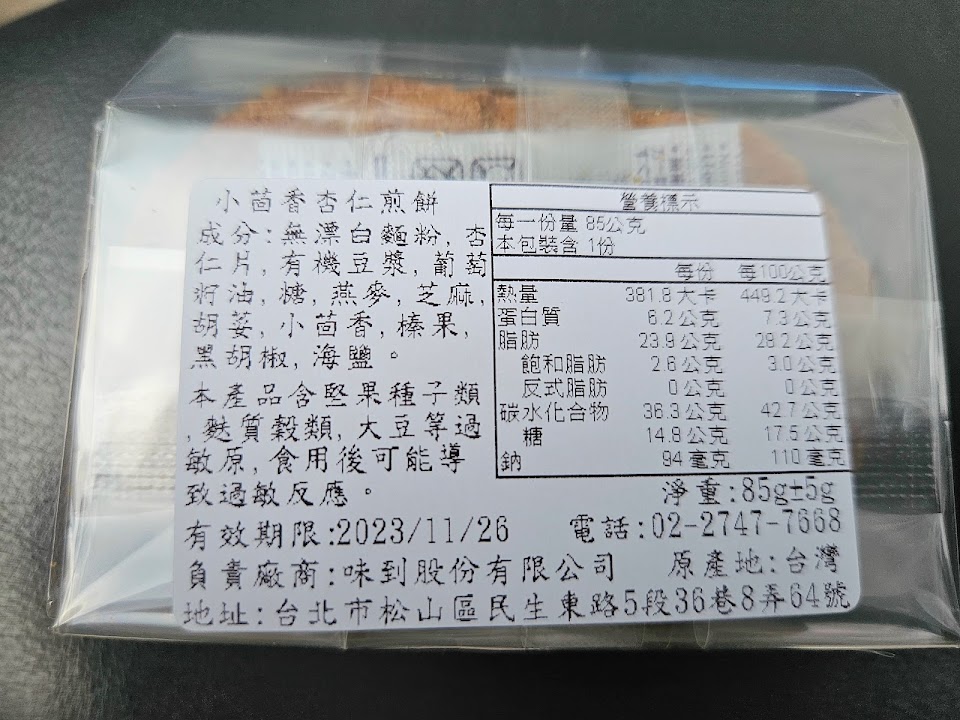 小茴香杏仁煎餅
成分:無漂白麵粉,杏
仁片,有機豆漿,葡萄
籽油,糖,燕麥,芝麻,
胡荽,小茴香,榛果,
黑胡椒,海鹽。
本產品含堅果種子類
,麩質穀類,大豆等過
敏原,食用後可能導
致過敏反應。
營養標示
每一份量 85公克
本包裝含 1份
每份 每100公克
熱量 381.8大卡 449.2大卡
蛋白質 6.2公克 7.3公克
脂肪 23.9公克 28.2公克
飽和脂肪 2.6公克 3.0公克
反式脂肪 0公克 0公克
碳水化合物 36.3公克 42.7公克
糖 14.8公克 17.5公克
鈉 94毫克 110毫克
淨重:85g±5g
有效期限:2023/11/26 電話:02-2747-7668
負責廠商:味到股份有限公司 原產地:台灣
地址:台北市松山區民生東路5段36巷8弄64號